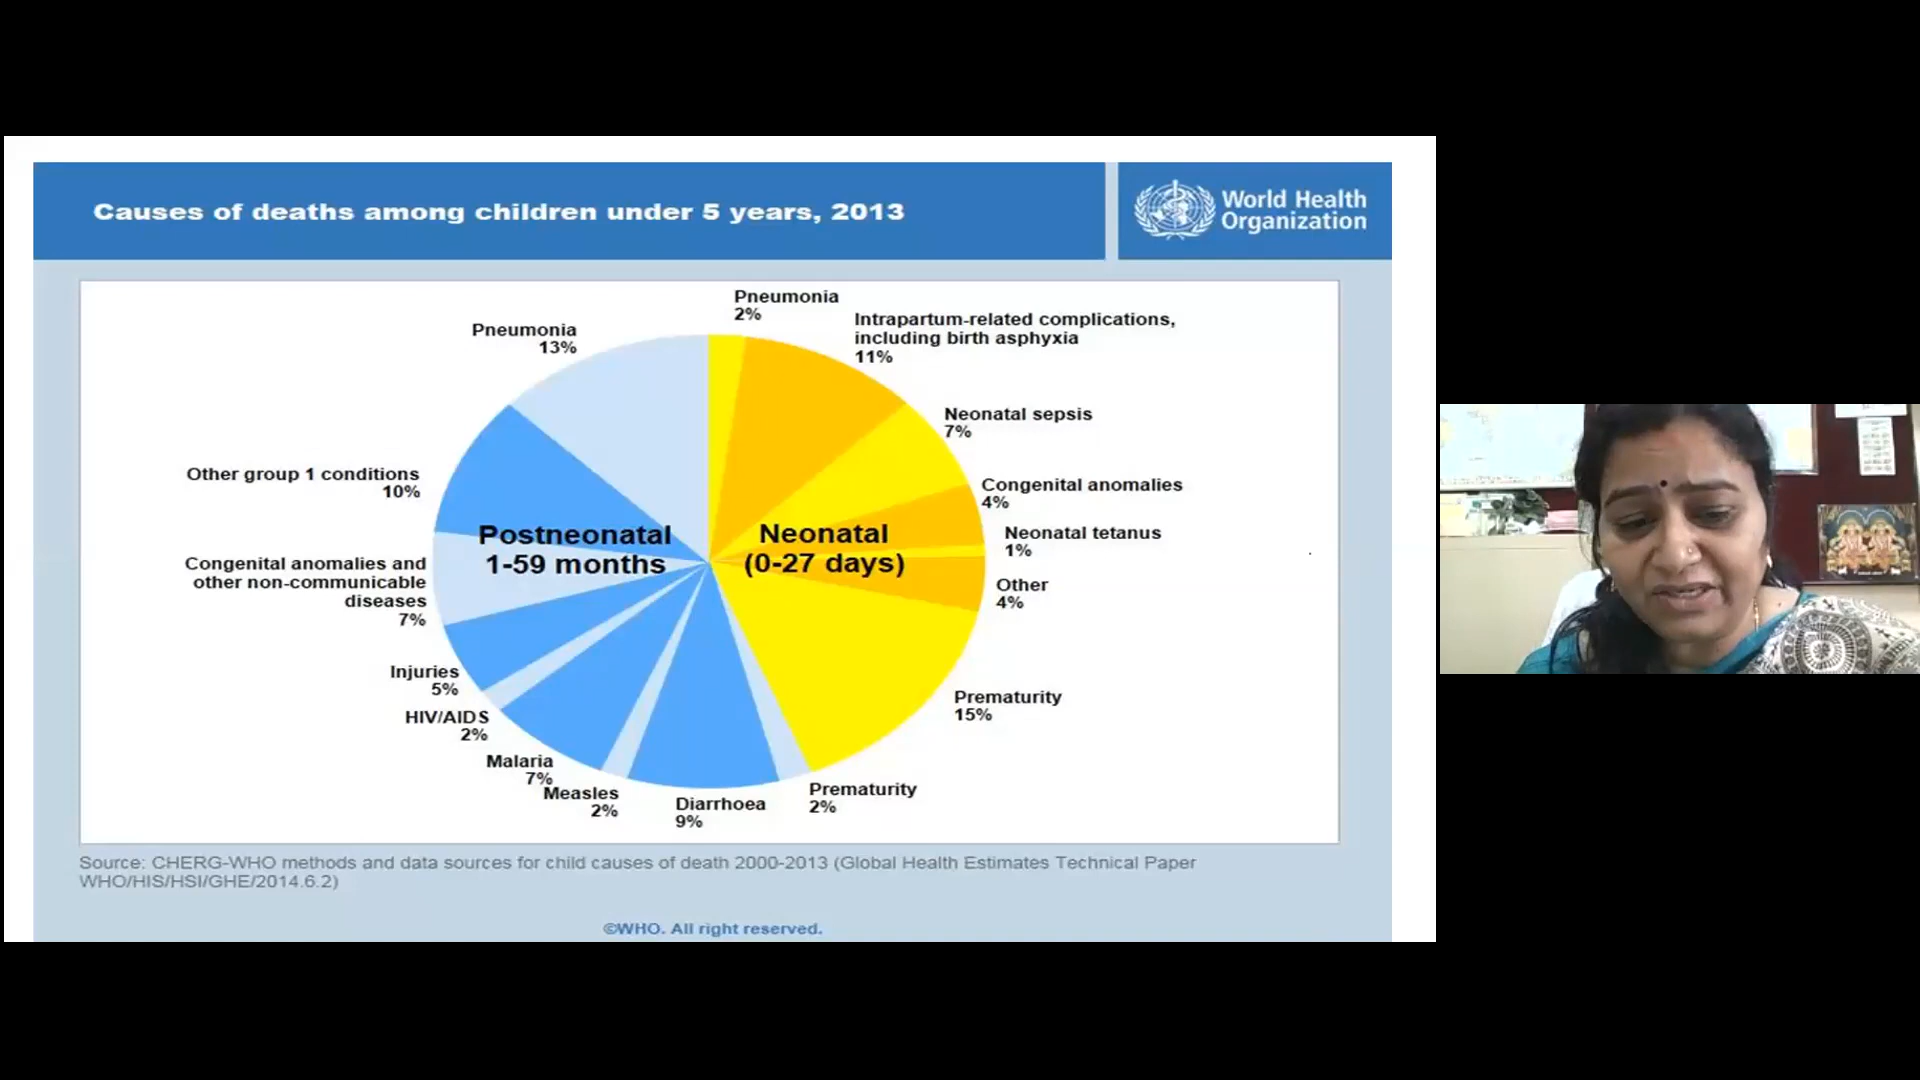 Causes of deaths among children under 5 years, 2013
World Health
Organization
Pneumonia
2%
Intrapartum-related complications,
including birth asphyxia
11%
Neonatal sepsis
7%
Congenital anomalies
4%
Neonatal tetanus
1%
Other
4%
Prematurity
15%
Neonatal
(0-27 days)
Pneumonia
13%
Other group 1 conditions
10%
Postneonatal
1-59 months
Congenital anomalies and
other non-communicable
diseases
7%
Injuries
5%
HIV/AIDS
2%
Malaria
7%
Measles
2%
Diarrhoea
9%
Prematurity
2%
Source: CHERG-WHO methods and data sources for child causes of death 2000-2013 (Global Health Estimates Technical Paper
WHO/HIS/HSI/GHE/2014.6.2)
©WHO. All right reserved.